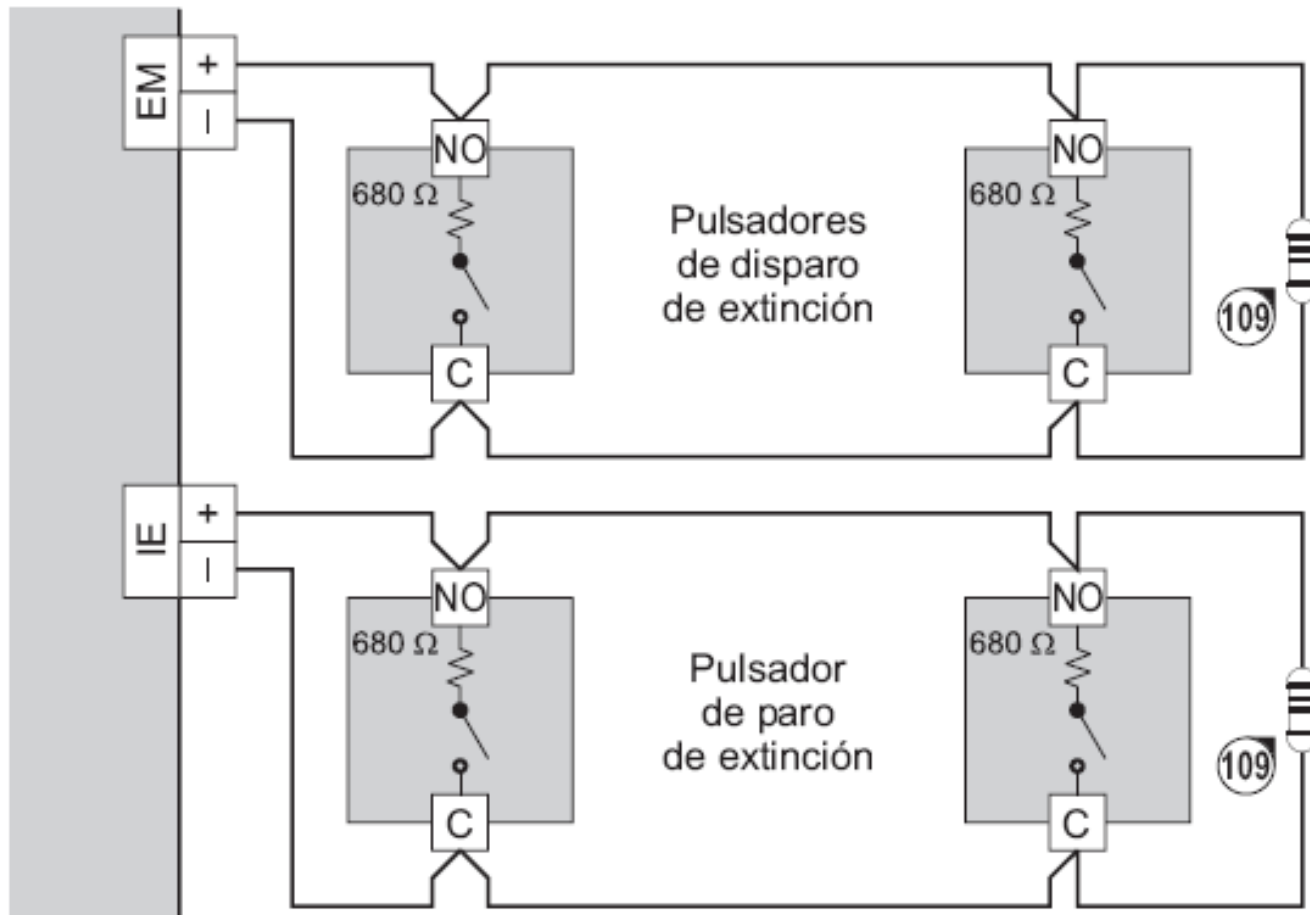 EM
+
–
NO
NO
680 Ω
680 Ω
Pulsadores
de disparo
de extinción
109
C
C
IE
+
–
NO
NO
680 Ω
680 Ω
Pulsador
de paro
de extinción
109
C
C